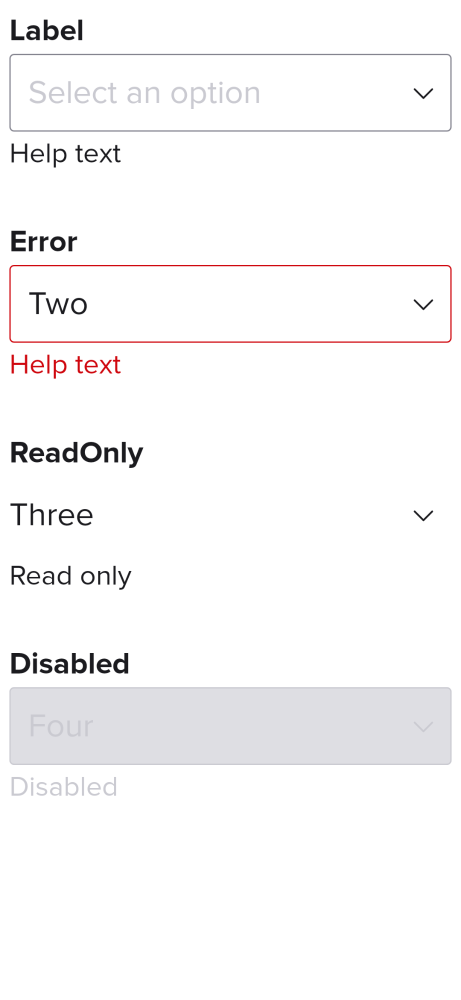 Label
Select an option
Help text
Error
Two
Help text
ReadOnly
Three
Read only
Disabled
Four
Disabled